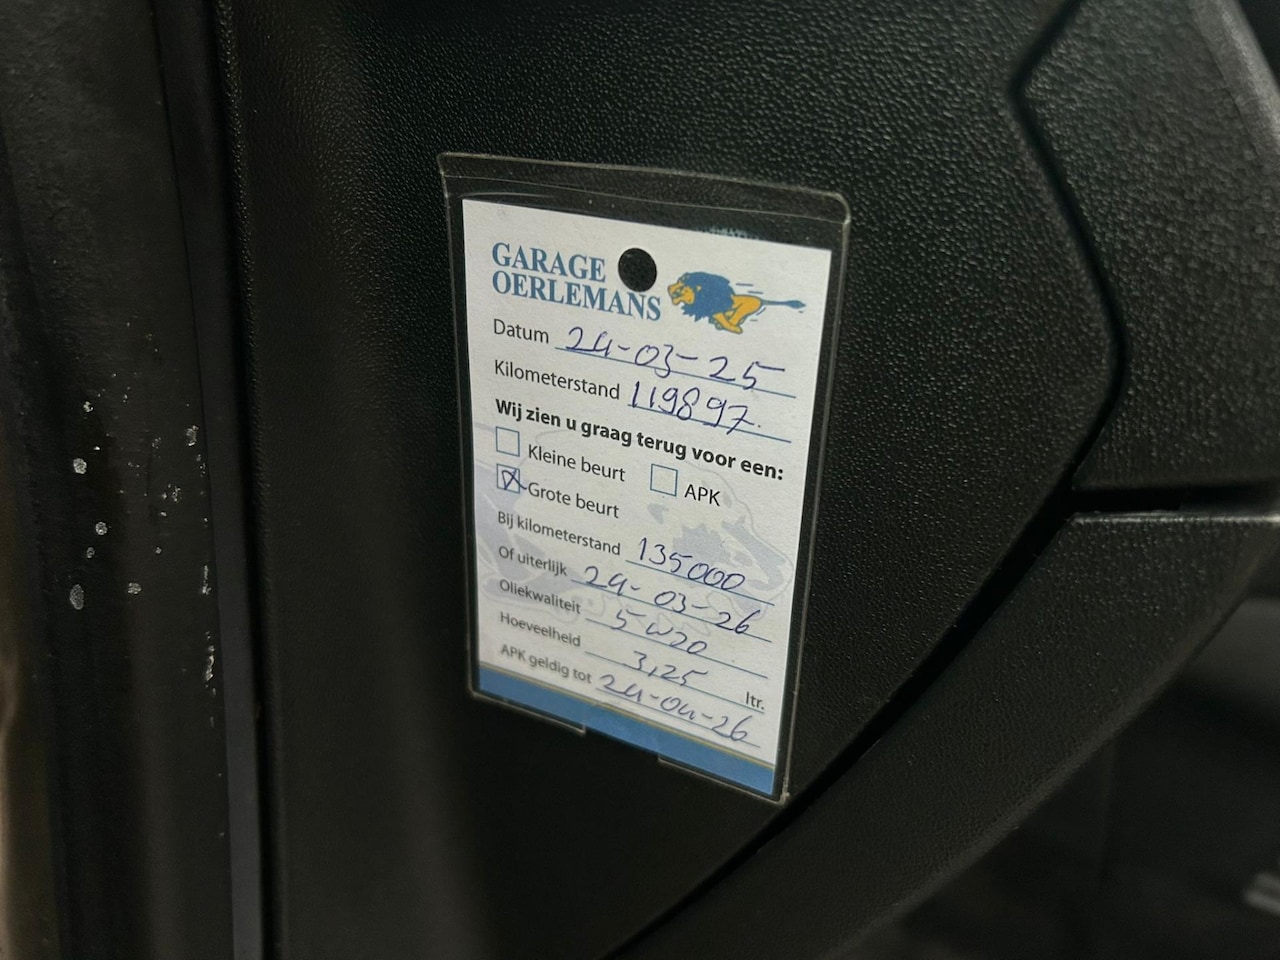 GARAGE
OERLEMANS
Datum 24-03-25
Kilometerstand 119897.
Wij zien u graag terug voor een:
Kleine beurt APK
Grote beurt
Bij kilometerstand 135000
Of uiterlijk 24-03-26
Oliekwaliteit 5W20
Hoeveelheid 3,25 ltr.
APK geldig tot 24-04-26